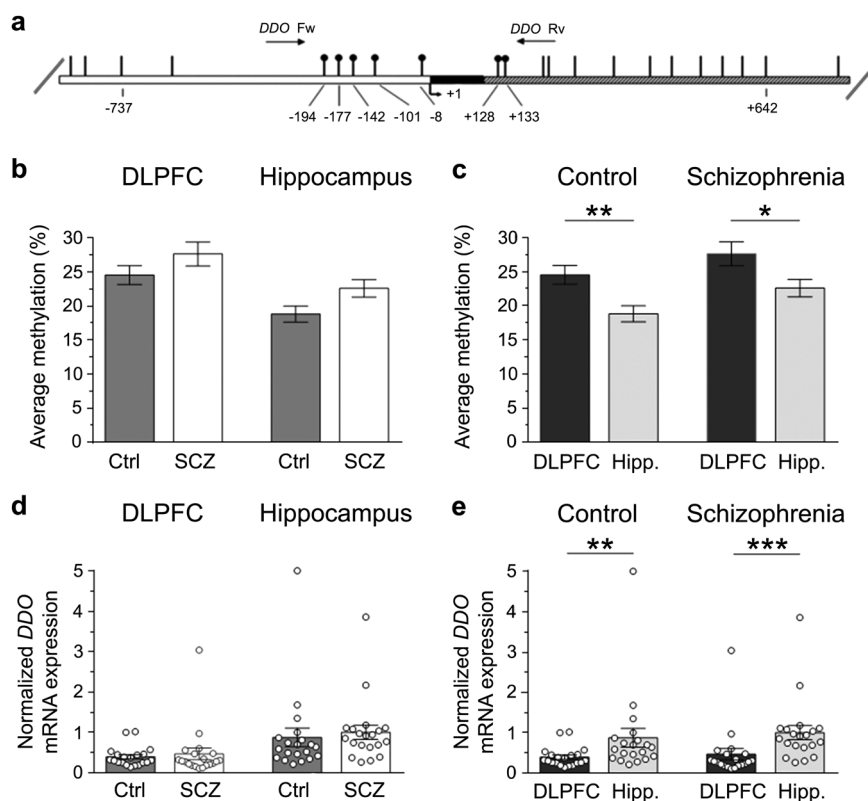 a
DDO Fw
DDO Rv
+1
-737
-194
-177
-142
-101
-8
+128
+133
+642
b
DLPFC
Hippocampus
Average methylation (%)
30
25
20
15
10
5
0
Ctrl
SCZ
Ctrl
SCZ
c
Control
Schizophrenia
**
*
Average methylation (%)
30
25
20
15
10
5
0
DLPFC
Hipp.
DLPFC
Hipp.
d
DLPFC
Hippocampus
Normalized DDO
mRNA expression
5
4
3
2
1
0
Ctrl
SCZ
Ctrl
SCZ
e
Control
Schizophrenia
**
***
Normalized DDO
mRNA expression
5
4
3
2
1
0
DLPFC
Hipp.
DLPFC
Hipp.